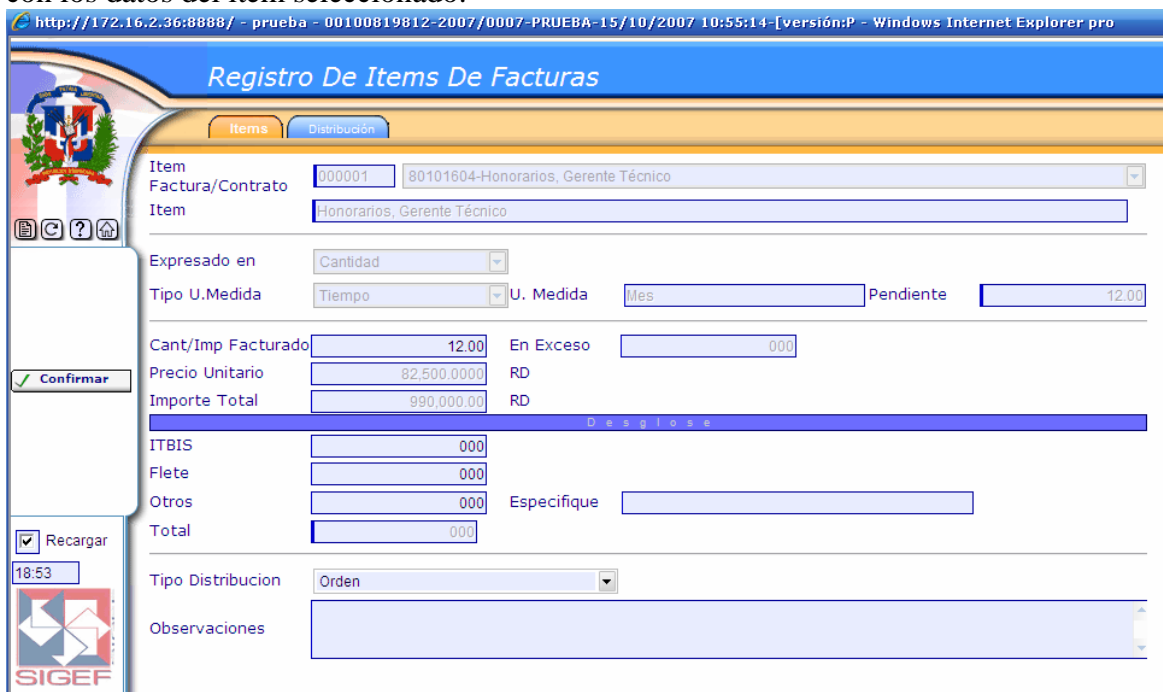 con los datos del ítem seleccionado.
http://172.16.2.36:8888/ - prueba - 00100819812-2007/0007-PRUEBA-15/10/2007 10:55:14-[versión:P - Windows Internet Explorer pro
Registro De Items De Facturas
Items Distribución
Item Factura/Contrato 000001 80101604-Honorarios, Gerente Técnico
Item Honorarios, Gerente Técnico
Expresado en Cantidad
Tipo U.Medida Tiempo U. Medida Mes Pendiente 12.00
Cant/Imp Facturado 12.00 En Exceso 000
Confirmar
Precio Unitario 82,500.0000 RD
Importe Total 990,000.00 RD
Desglose
ITBIS 000
Flete 000
Otros 000 Especifique
Total 000
Recargar
18:53
Tipo Distribucion Orden
Observaciones
SIGEF